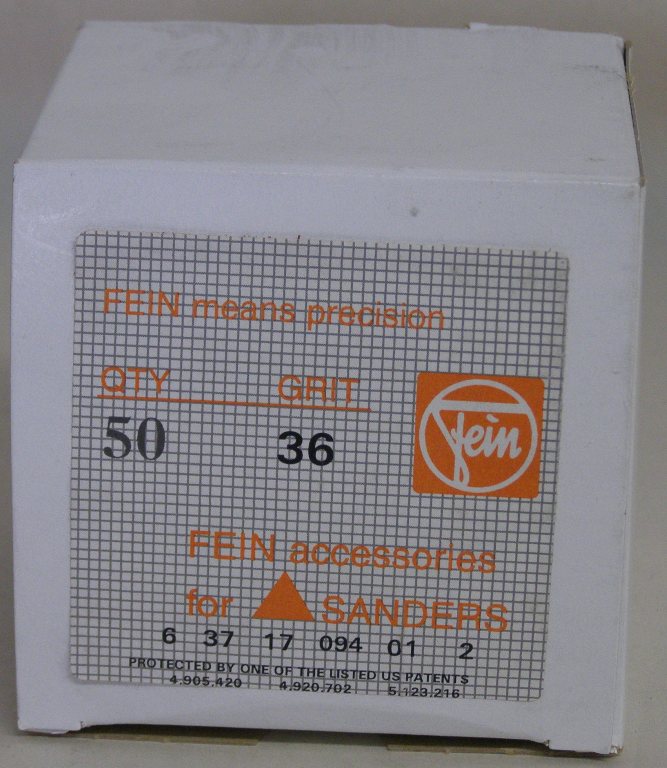 FEIN means precision
QTY GRIT
50 36
Fein
FEIN accessories
for SANDERS
6 37 17 094 01 2
PROTECTED BY ONE OF THE LISTED US PATENTS
4.905.420 4.920.702 5.123.216